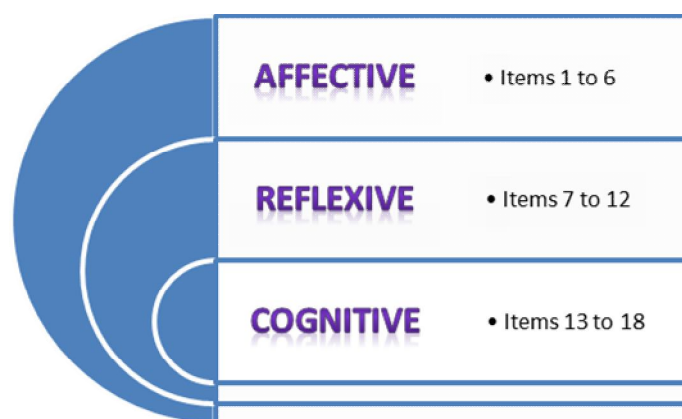 AFFECTIVE • Items 1 to 6
REFLEXIVE • Items 7 to 12
COGNITIVE • Items 13 to 18